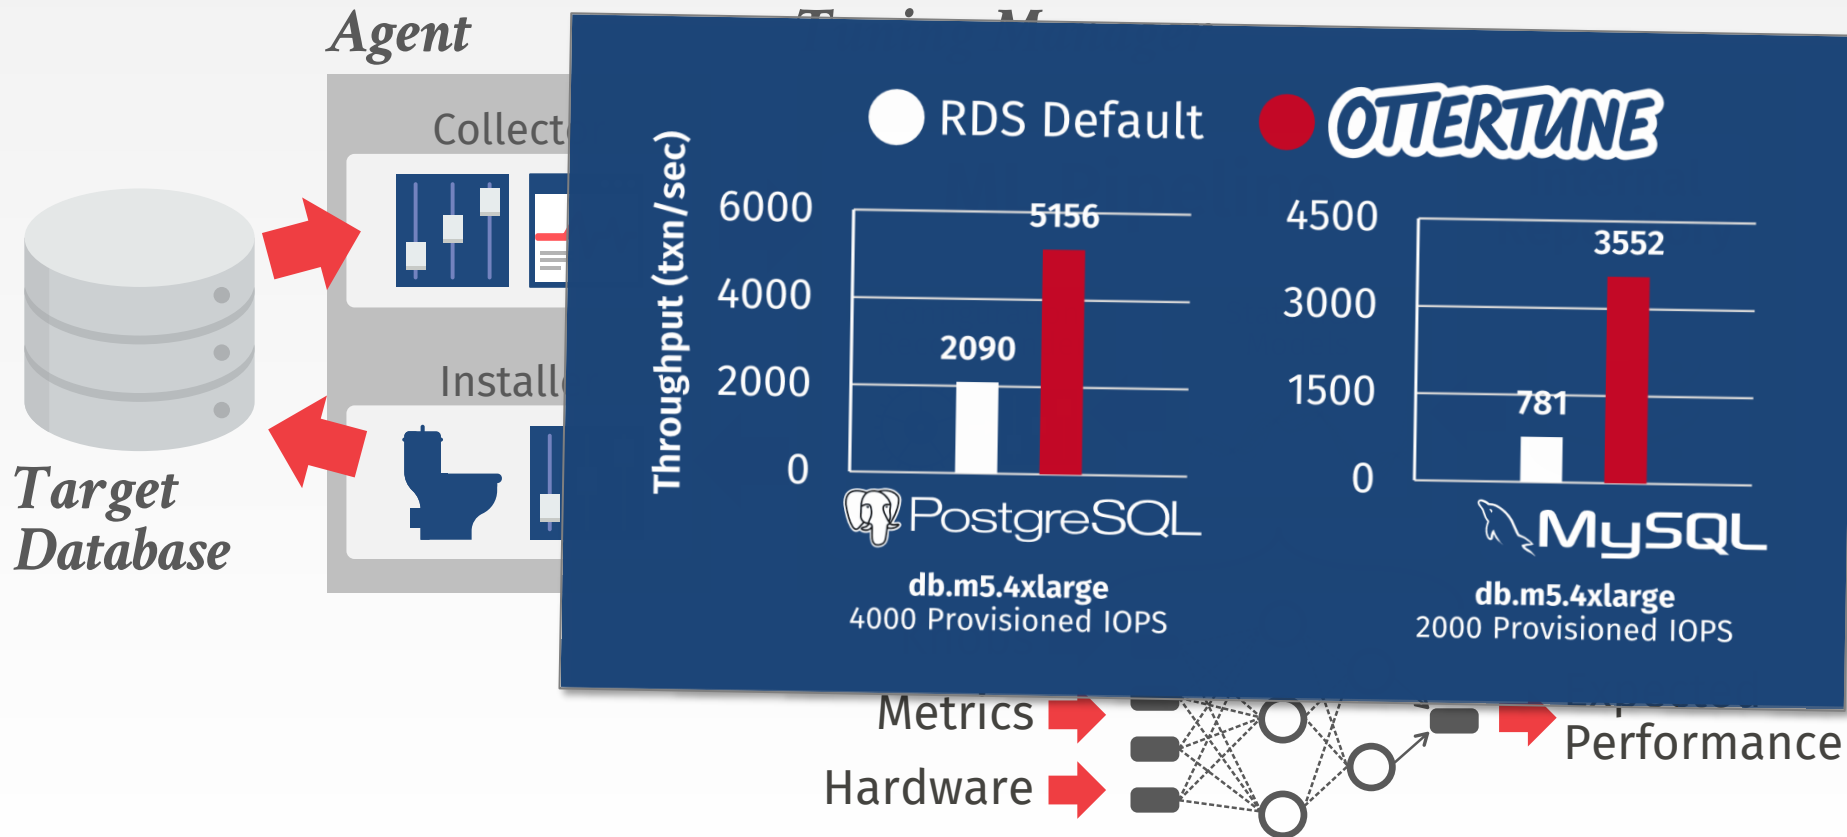 Agent
Collect
Install
Target
Database
RDS Default
OTTERTUNE
Throughput (txn/sec)
6000
4000
2000
0
5156
2090
PostgreSQL
db.m5.4xlarge
4000 Provisioned IOPS
4500
3000
1500
0
3552
781
MySQL
db.m5.4xlarge
2000 Provisioned IOPS
Metrics
Hardware
Expected
Performance